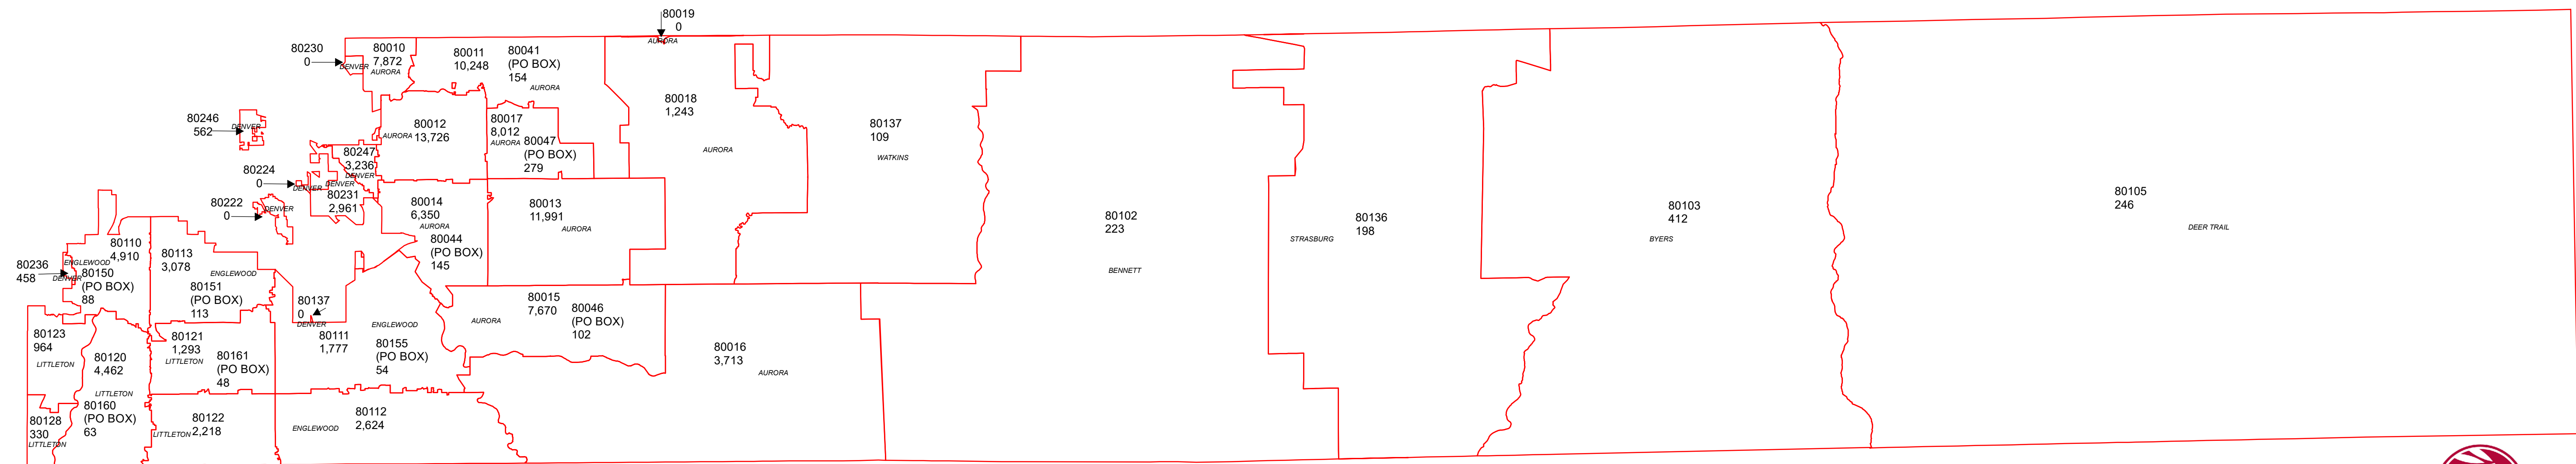 80019
0
AURORA
80230
0
DENVER
80010
7,872
AURORA
80011
10,248
80041
(PO BOX)
154
AURORA
80018
1,243
AURORA
80137
109
WATKINS
80246
562
DENVER
AURORA
80012
13,726
80017
8,012
AURORA
80047
(PO BOX)
279
80247
3,236
DENVER
80224
0
DENVER
DENVER
80231
2,961
80222
0
DENVER
80014
6,350
AURORA
80044
(PO BOX)
145
80013
11,991
AURORA
80102
223
BENNETT
80136
198
STRASBURG
80103
412
BYERS
80105
246
DEER TRAIL
80110
4,910
ENGLEWOOD
80236
458
DENVER
80150
(PO BOX)
88
80113
3,078
ENGLEWOOD
80151
(PO BOX)
113
80137
0
DENVER
80111
1,777
ENGLEWOOD
80155
(PO BOX)
54
80015
7,670
AURORA
80046
(PO BOX)
102
80016
3,713
AURORA
80123
964
LITTLETON
80120
4,462
LITTLETON
80121
1,293
LITTLETON
80161
(PO BOX)
48
80160
(PO BOX)
63
80128
330
LITTLETON
80122
LITTLETON 2,218
80112
2,624
ENGLEWOOD